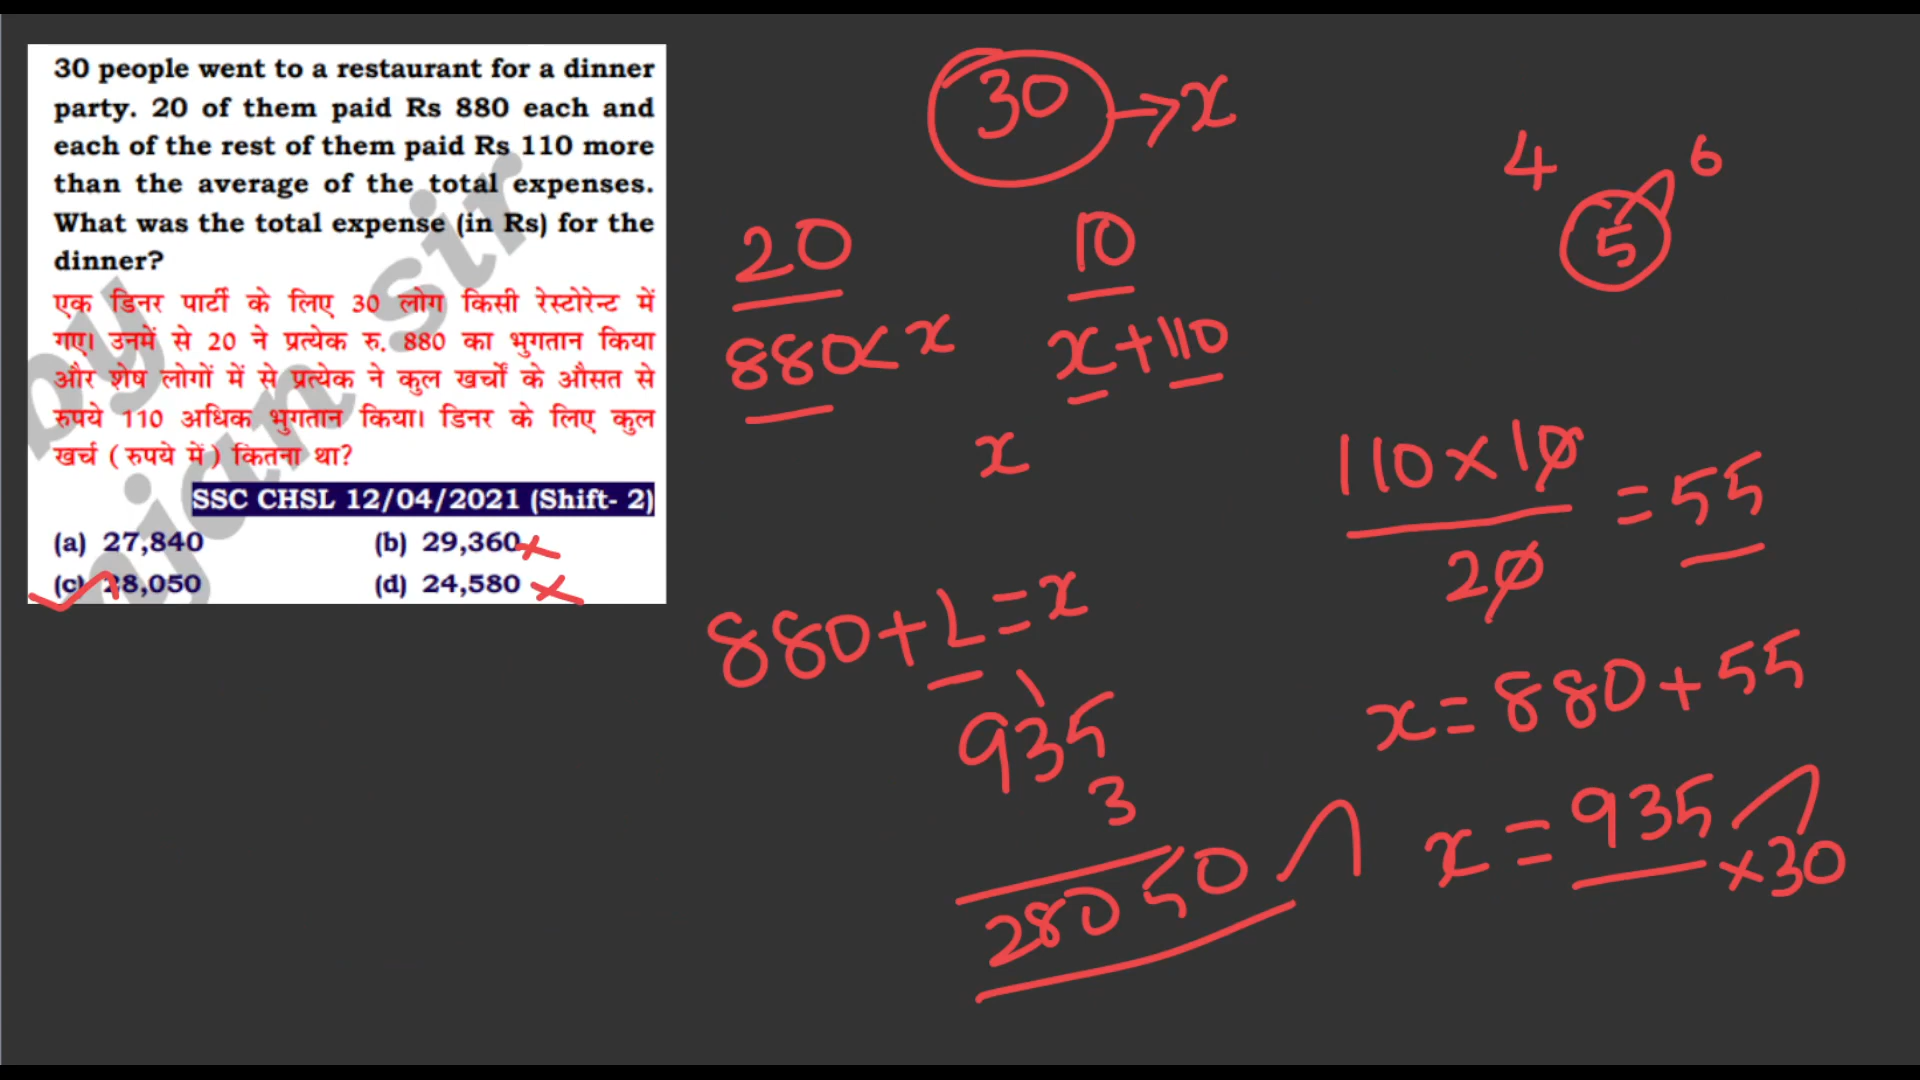 30 people went to a restaurant for a dinner
party. 20 of them paid Rs 880 each and
each of the rest of them paid Rs 110 more
than the average of the total expenses.
What was the total expense (in Rs) for the
dinner?
एक डिनर पार्टी के लिए 30 लोग किसी रेस्टोरेन्ट में
गए। उनमें से 20 ने प्रत्येक रु. 880 का भुगतान किया
और शेष लोगों में से प्रत्येक ने कुल खर्चों के औसत से
रुपये 110 अधिक भुगतान किया। डिनर के लिए कुल
खर्च (रुपये में) कितना था?
SSC CHSL 12/04/2021 (Shift- 2)
(a) 27,840 (b) 29,360
(c) 28,050 (d) 24,580
by
njan sir
30 → x
4 6
5
20 10
880 < x x + 110
x
110 × 10
20
= 55
880 + L = x
935
3
28050
x = 880 + 55
x = 935 × 30